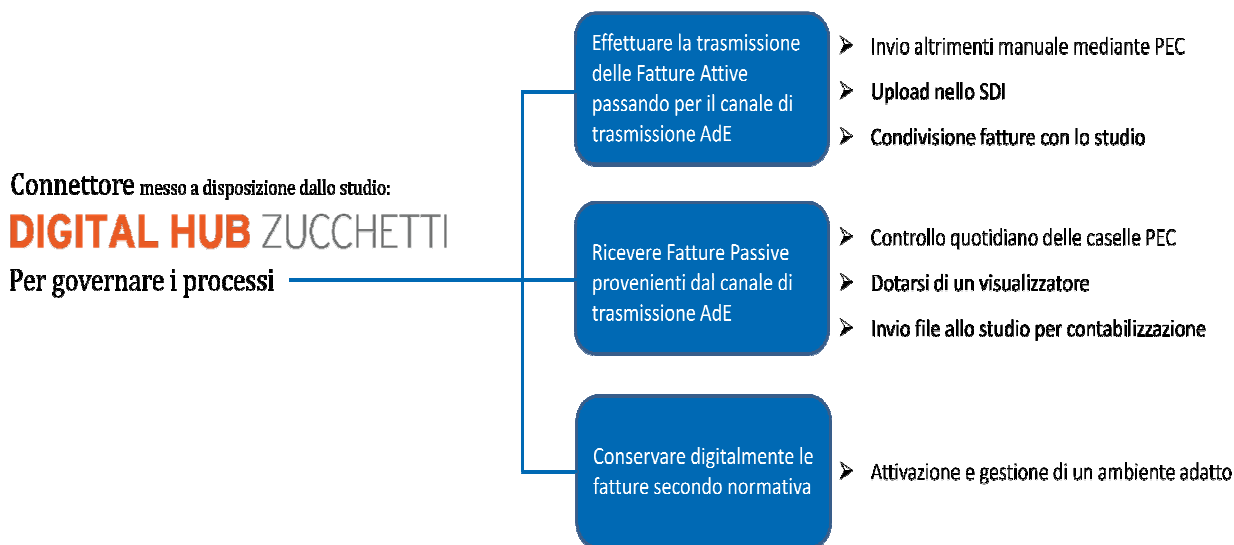 Connettore messo a disposizione dallo studio:
DIGITAL HUB ZUCCHETTI
Per governare i processi
Effettuare la trasmissione
delle Fatture Attive
passando per il canale di
trasmissione AdE
Invio altrimenti manuale mediante PEC
Upload nello SDI
Condivisione fatture con lo studio
Ricevere Fatture Passive
provenienti dal canale di
trasmissione AdE
Controllo quotidiano delle caselle PEC
Dotarsi di un visualizzatore
Invio file allo studio per contabilizzazione
Conservare digitalmente le
fatture secondo normativa
Attivazione e gestione di un ambiente adatto